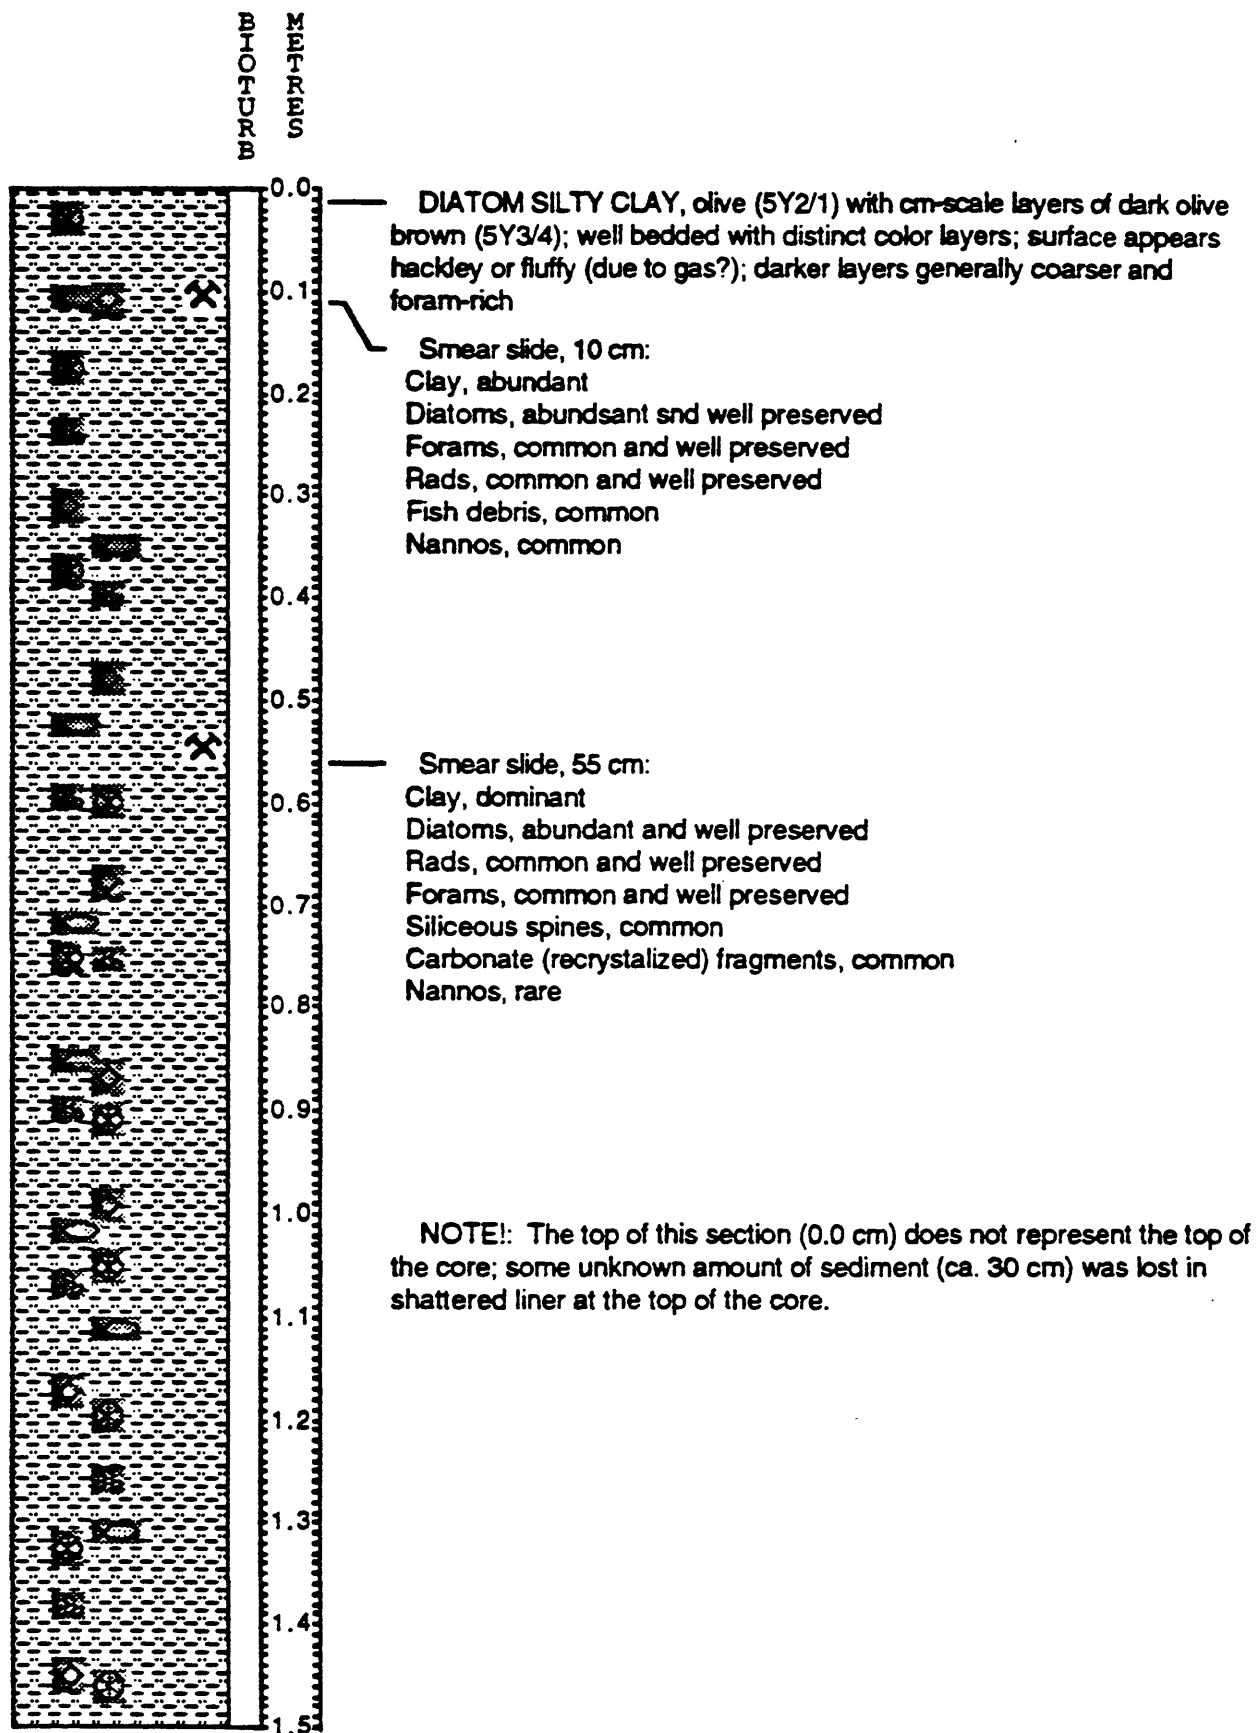 BIOTURB
METRES
0.0
DIATOM SILTY CLAY, olive (5Y2/1) with cm-scale layers of dark olive
brown (5Y3/4); well bedded with distinct color layers; surface appears
hackley or fluffy (due to gas?); darker layers generally coarser and
foram-rich
0.1
Smear slide, 10 cm:
Clay, abundant
0.2
Diatoms, abundsant snd well preserved
Forams, common and well preserved
Rads, common and well preserved
0.3
Fish debris, common
Nannos, common
0.4
0.5
Smear slide, 55 cm:
Clay, dominant
0.6
Diatoms, abundant and well preserved
Rads, common and well preserved
Forams, common and well preserved
0.7
Siliceous spines, common
Carbonate (recrystalized) fragments, common
Nannos, rare
0.8
0.9
1.0
NOTE!: The top of this section (0.0 cm) does not represent the top of
the core; some unknown amount of sediment (ca. 30 cm) was lost in
shattered liner at the top of the core.
1.1
1.2
1.3
1.4
1.5